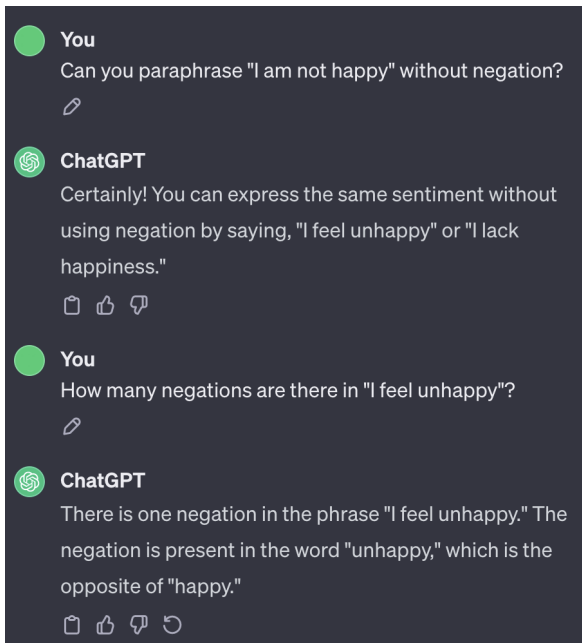 You
Can you paraphrase "I am not happy" without negation?
ChatGPT
Certainly! You can express the same sentiment without
using negation by saying, "I feel unhappy" or "I lack
happiness."
You
How many negations are there in "I feel unhappy"?
ChatGPT
There is one negation in the phrase "I feel unhappy." The
negation is present in the word "unhappy," which is the
opposite of "happy."